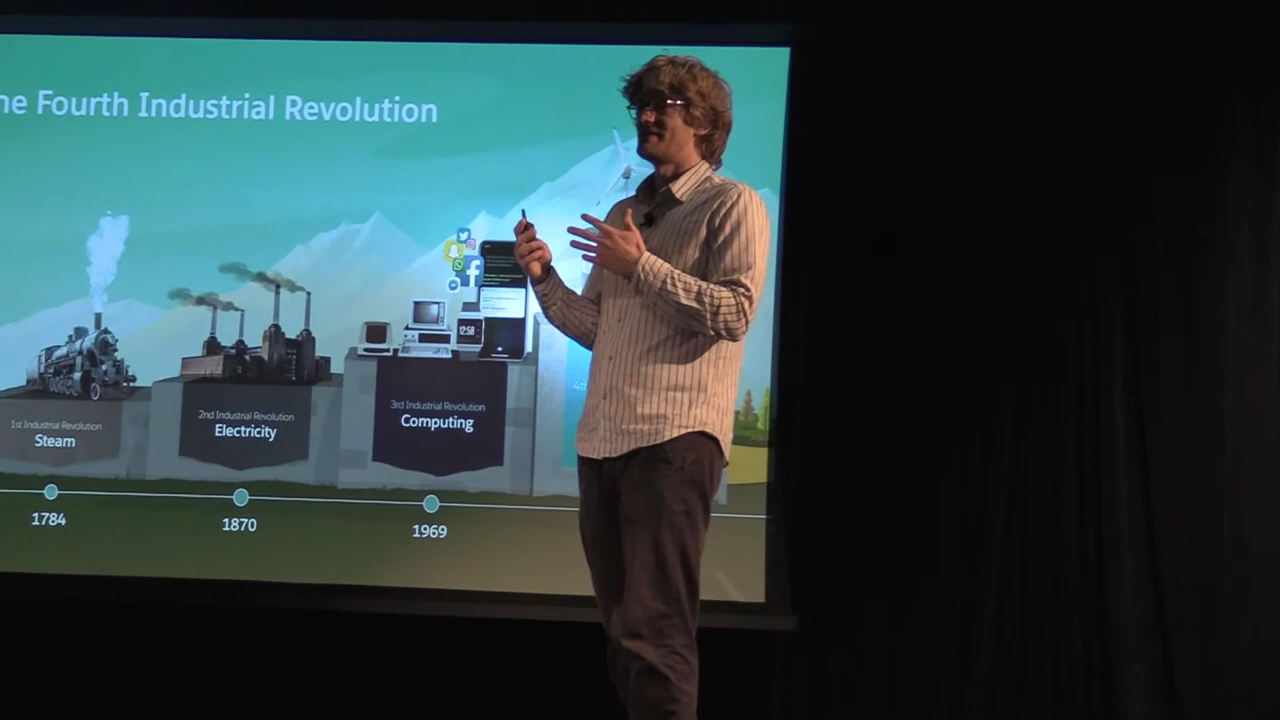 he Fourth Industrial Revolution
12:58
1st Industrial Revolution
Steam
2nd Industrial Revolution
Electricity
3rd Industrial Revolution
Computing
4th
1784
1870
1969